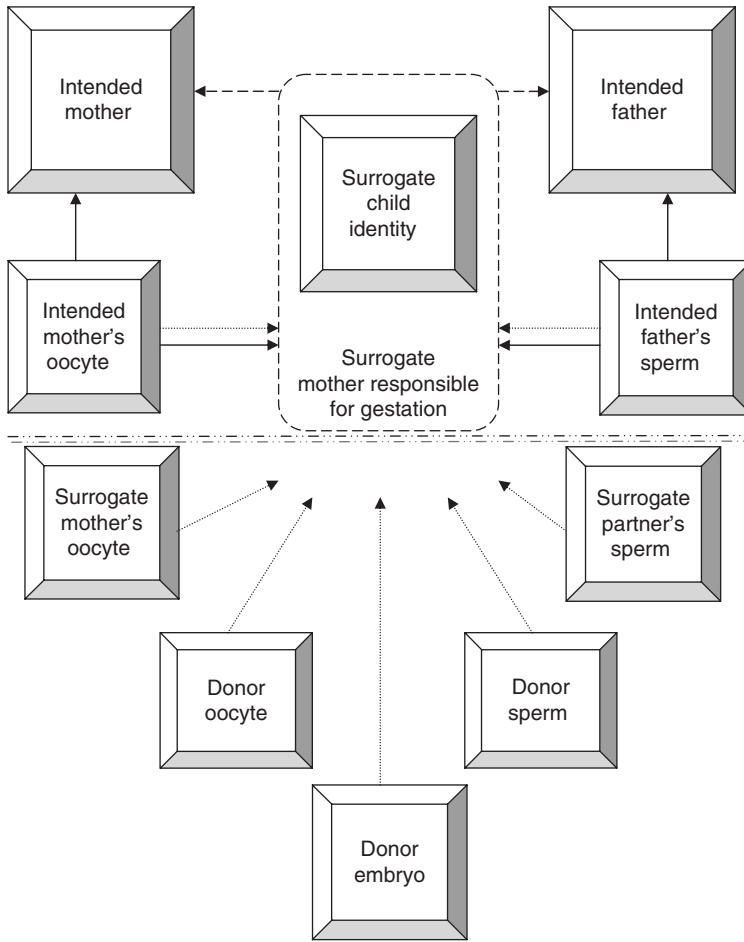 Intended
mother
Surrogate
child
identity
Intended
father
Intended
mother's
oocyte
Surrogate
mother responsible
for gestation
Intended
father's
sperm
Surrogate
mother's
oocyte
Surrogate
partner's
sperm
Donor
oocyte
Donor
sperm
Donor
embryo